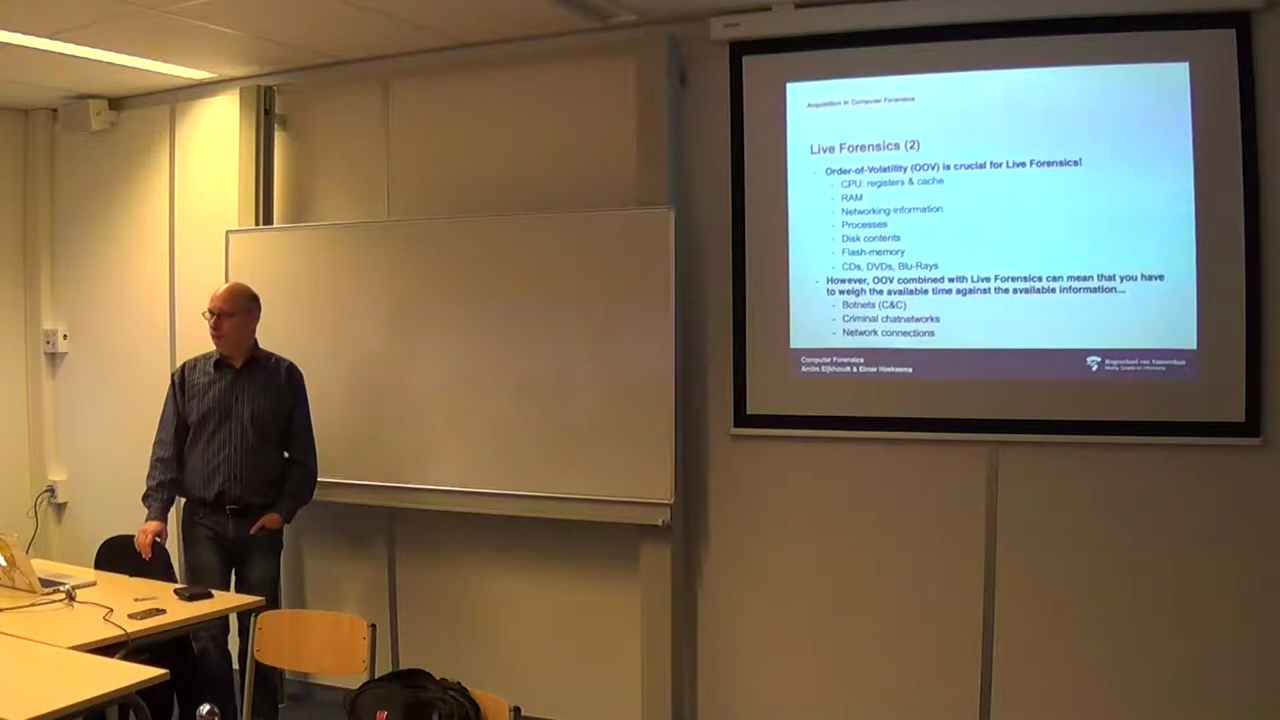 Acquisition in Computer Forensics
Live Forensics (2)
- Order-of-Volatility (OOV) is crucial for Live Forensics!
- CPU: registers & cache
- RAM
- Networking-information
- Processes
- Disk contents
- Flash-memory
- CDs, DVDs, Blu-Rays
- However, OOV combined with Live Forensics can mean that you have
to weigh the available time against the available information...
- Botnets (C&C)
- Criminal chatnetworks
- Network connections
Computer Forensics
Arnim Eijkhoudt & Elmer Hoeksema
Hogeschool van Amsterdam